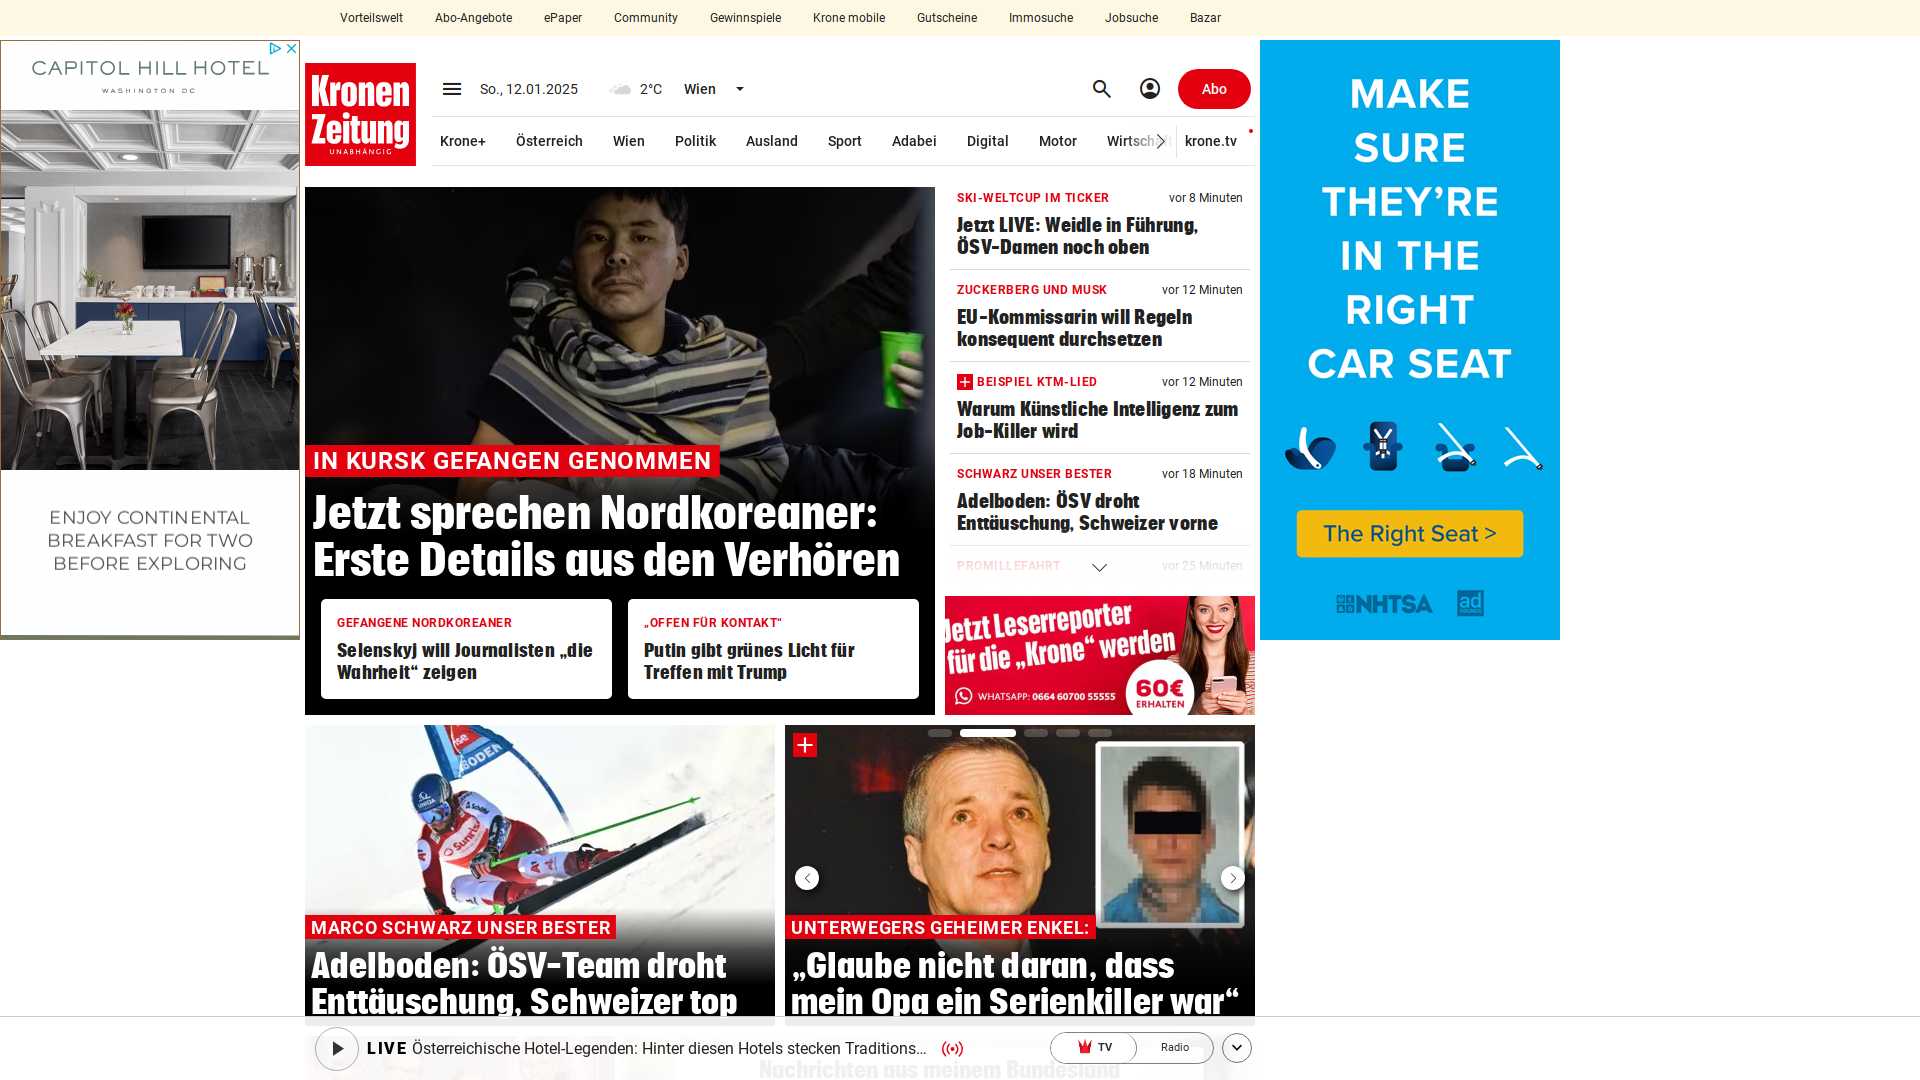 Vorteilswelt
Abo-Angebote
ePaper
Community
Gewinnspiele
Krone mobile
Gutscheine
Immosuche
Jobsuche
Bazar
CAPITOL HILL HOTEL
WASHINGTON DC
ENJOY CONTINENTAL
BREAKFAST FOR TWO
BEFORE EXPLORING
Kronen
Zeitung
UNABHÄNGIG
So., 12.01.2025
2°C
Wien
Abo
Krone+
Österreich
Wien
Politik
Ausland
Sport
Adabei
Digital
Motor
Wirtschaft
krone.tv
IN KURSK GEFANGEN GENOMMEN
Jetzt sprechen Nordkoreaner:
Erste Details aus den Verhören
GEFANGENE NORDKOREANER
Selenskyj will Journalisten „die
Wahrheit“ zeigen
„OFFEN FÜR KONTAKT“
Putin gibt grünes Licht für
Treffen mit Trump
SKI-WELTCUP IM TICKER
vor 8 Minuten
Jetzt LIVE: Weidle in Führung,
ÖSV-Damen noch oben
ZUCKERBERG UND MUSK
vor 12 Minuten
EU-Kommissarin will Regeln
konsequent durchsetzen
BEISPIEL KTM-LIED
vor 12 Minuten
Warum Künstliche Intelligenz zum
Job-Killer wird
SCHWARZ UNSER BESTER
vor 18 Minuten
Adelboden: ÖSV droht
Enttäuschung, Schweizer vorne
PROMILLEFAHRT
vor 25 Minuten
Jetzt Leserreporter
für die „Krone“ werden
WHATSAPP: 0664 60700 55555
60€
ERHALTEN
MAKE
SURE
THEY’RE
IN THE
RIGHT
CAR SEAT
The Right Seat >
NHTSA
ad
BODEN
Sunrise
MARCO SCHWARZ UNSER BESTER
Adelboden: ÖSV-Team droht
Enttäuschung, Schweizer top
UNTERWEGERS GEHEIMER ENKEL:
„Glaube nicht daran, dass
mein Opa ein Serienkiller war“
LIVE Österreichische Hotel-Legenden: Hinter diesen Hotels stecken Traditions...
TV
Radio
Nachrichten aus meinem Bundesland